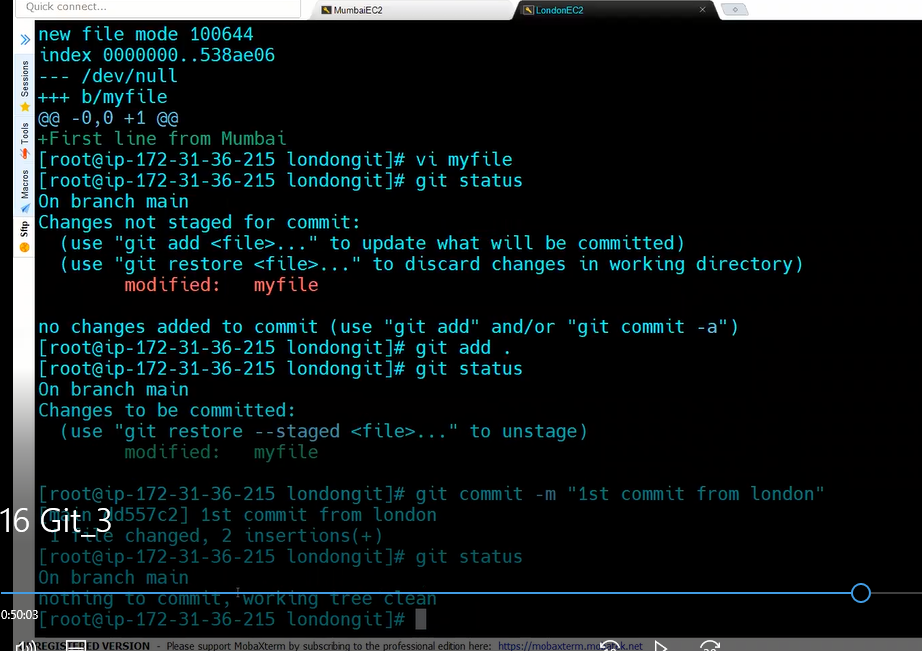 Quick connect...
MumbaiEC2
LondonEC2
Sessions
Tools
Macros
Sftp
new file mode 100644
index 0000000..538ae06
--- /dev/null
+++ b/myfile
@@ -0,0 +1 @@
+First line from Mumbai
[root@ip-172-31-36-215 londongit]# vi myfile
[root@ip-172-31-36-215 londongit]# git status
On branch main
Changes not staged for commit:
(use "git add <file>..." to update what will be committed)
(use "git restore <file>..." to discard changes in working directory)
modified: myfile
no changes added to commit (use "git add" and/or "git commit -a")
[root@ip-172-31-36-215 londongit]# git add .
[root@ip-172-31-36-215 londongit]# git status
On branch main
Changes to be committed:
(use "git restore --staged <file>..." to unstage)
modified: myfile
[root@ip-172-31-36-215 londongit]# git commit -m "1st commit from london"
[main dd557c2] 1st commit from london
16 Git_3
1 file changed, 2 insertions(+)
[root@ip-172-31-36-215 londongit]# git status
On branch main
nothing to commit, working tree clean
0:50:03
[root@ip-172-31-36-215 londongit]#
REGISTERED VERSION - Please support MobaXterm by subscribing to the professional edition here: https://mobaxterm.mobatek.net